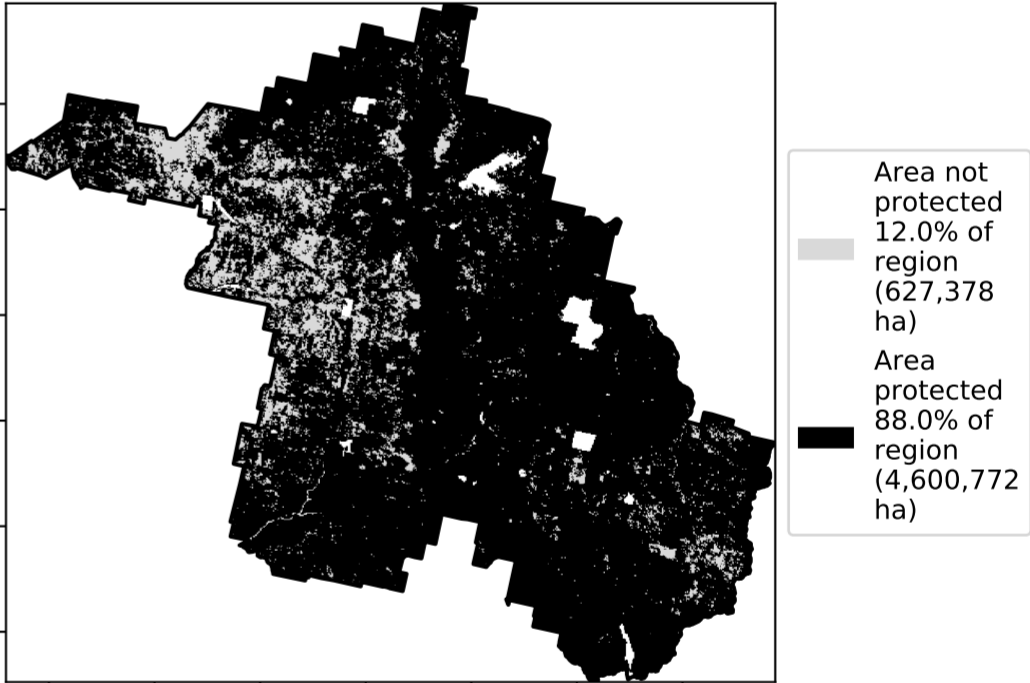 Area not
protected
12.0% of
region
(627,378
ha)
Area
protected
88.0% of
region
(4,600,772
ha)